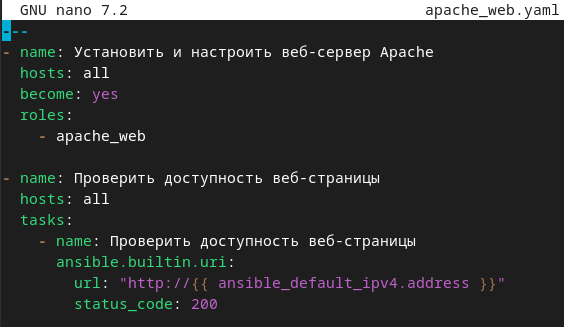 GNU nano 7.2 apache_web.yaml
---
- name: Установить и настроить веб-сервер Apache
  hosts: all
  become: yes
  roles:
    - apache_web

- name: Проверить доступность веб-страницы
  hosts: all
  tasks:
    - name: Проверить доступность веб-страницы
      ansible.builtin.uri:
        url: "http://{{ ansible_default_ipv4.address }}"
        status_code: 200